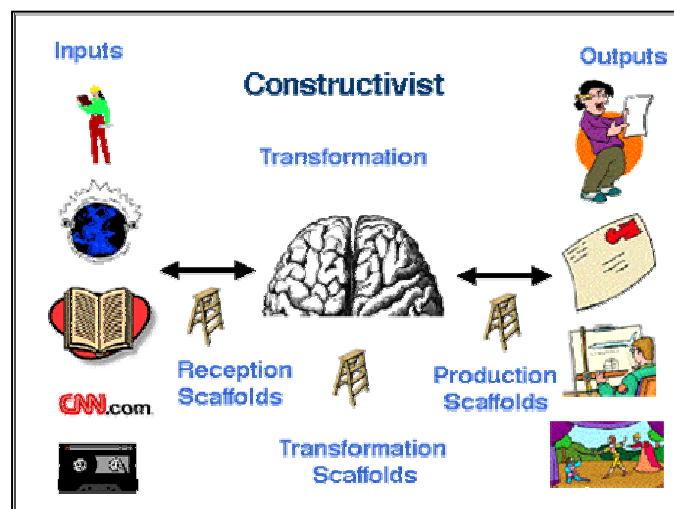 Inputs
Outputs
Constructivist
Transformation
Reception
Scaffolds
Production
Scaffolds
CNN.com
Transformation
Scaffolds